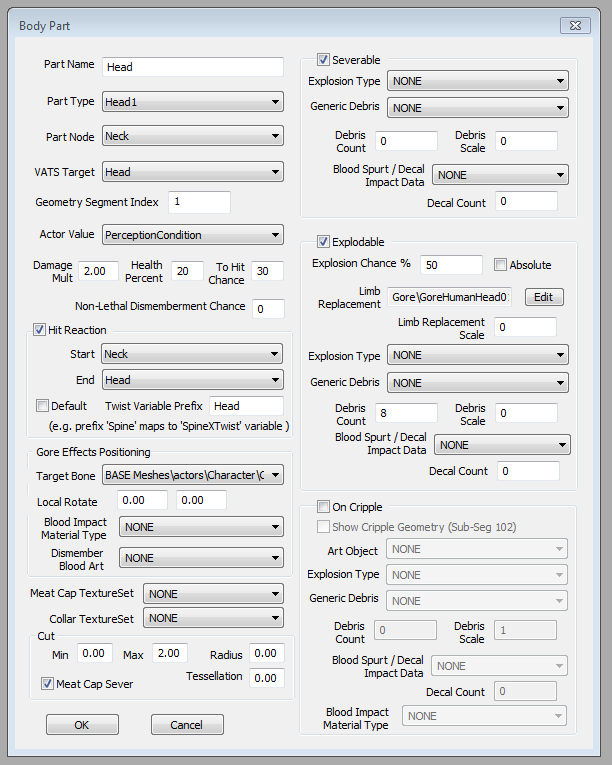 Body Part
Part Name Head
Part Type Head1
Part Node Neck
VATS Target Head
Geometry Segment Index 1
Actor Value PerceptionCondition
Damage Mult 2.00 Health Percent 20 To Hit Chance 30
Non-Lethal Dismemberment Chance 0
Hit Reaction
Start Neck
End Head
Default Twist Variable Prefix Head
(e.g. prefix 'Spine' maps to 'SpineXTwist' variable )
Gore Effects Positioning
Target Bone BASE Meshes\actors\Character\C
Local Rotate 0.00 0.00
Blood Impact Material Type NONE
Dismember Blood Art NONE
Meat Cap TextureSet NONE
Collar TextureSet NONE
Cut
Min 0.00 Max 2.00 Radius 0.00
Meat Cap Sever Tessellation 0.00
OK Cancel
Severable
Explosion Type NONE
Generic Debris NONE
Debris Count 0 Debris Scale 0
Blood Spurt / Decal Impact Data NONE
Decal Count 0
Explodable
Explosion Chance % 50 Absolute
Limb Replacement Gore\GoreHumanHead0 Edit
Limb Replacement Scale 0
Explosion Type NONE
Generic Debris NONE
Debris Count 8 Debris Scale 0
Blood Spurt / Decal Impact Data NONE
Decal Count 0
On Cripple
Show Cripple Geometry (Sub-Seg 102)
Art Object NONE
Explosion Type NONE
Generic Debris NONE
Debris Count 0 Debris Scale 1
Blood Spurt / Decal Impact Data NONE
Decal Count 0
Blood Impact Material Type NONE